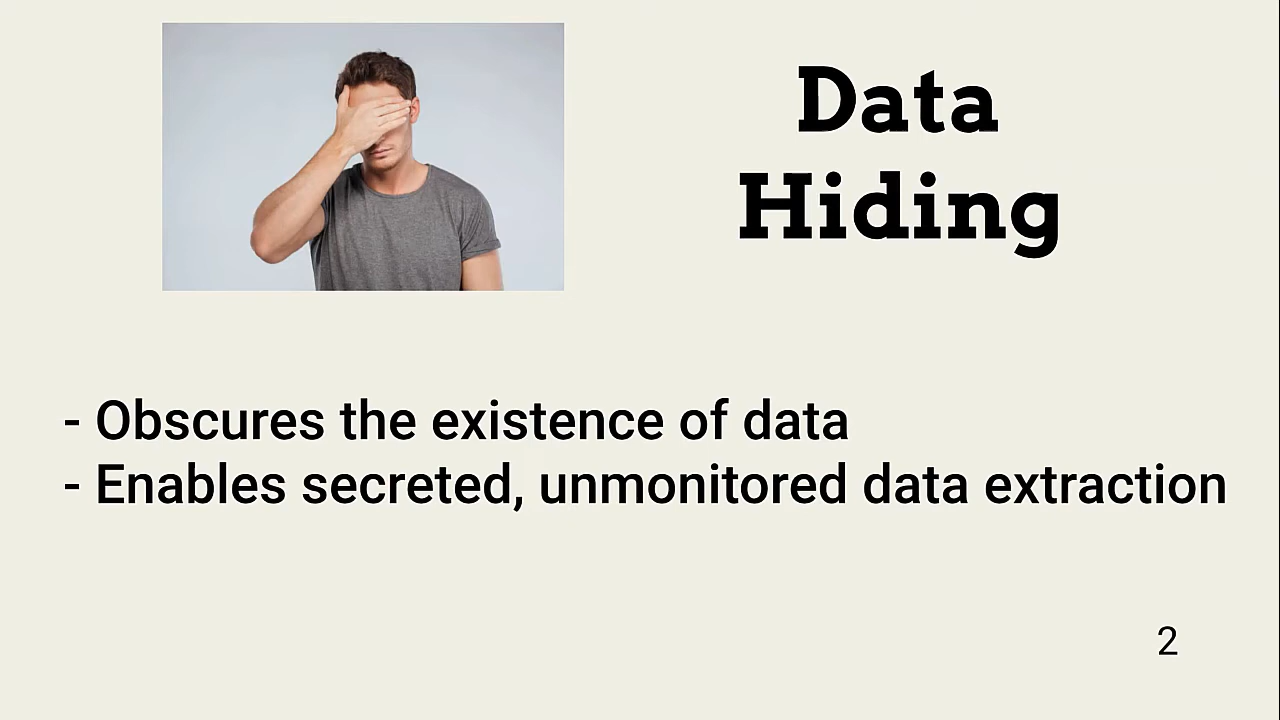 Data
Hiding
- Obscures the existence of data
- Enables secreted, unmonitored data extraction
2